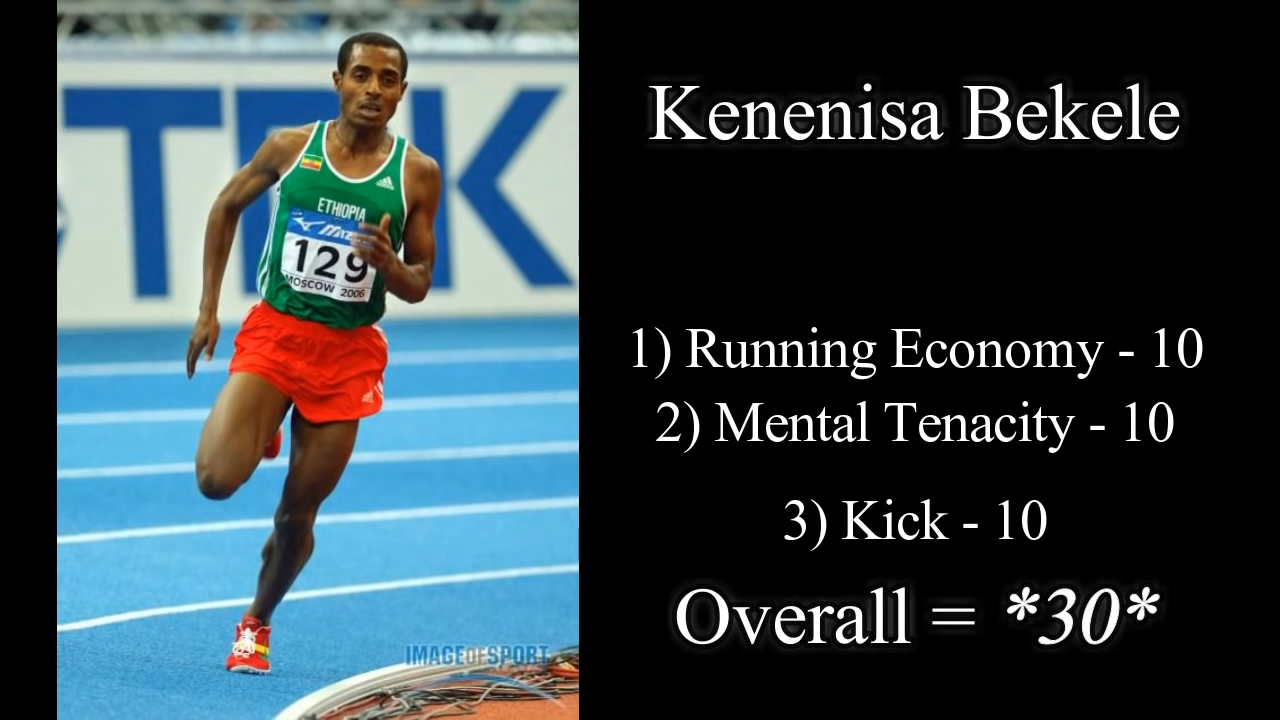 TEK
ETHIOPIA
129
MOSCOW 2006
IMAGEOFSPORT
Kenenisa Bekele
1) Running Economy - 10
2) Mental Tenacity - 10
3) Kick - 10
Overall = *30*